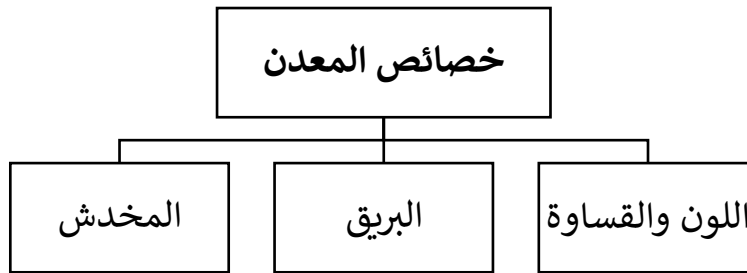 خصائص المعدن
اللون والقساوة
البريق
المخدش